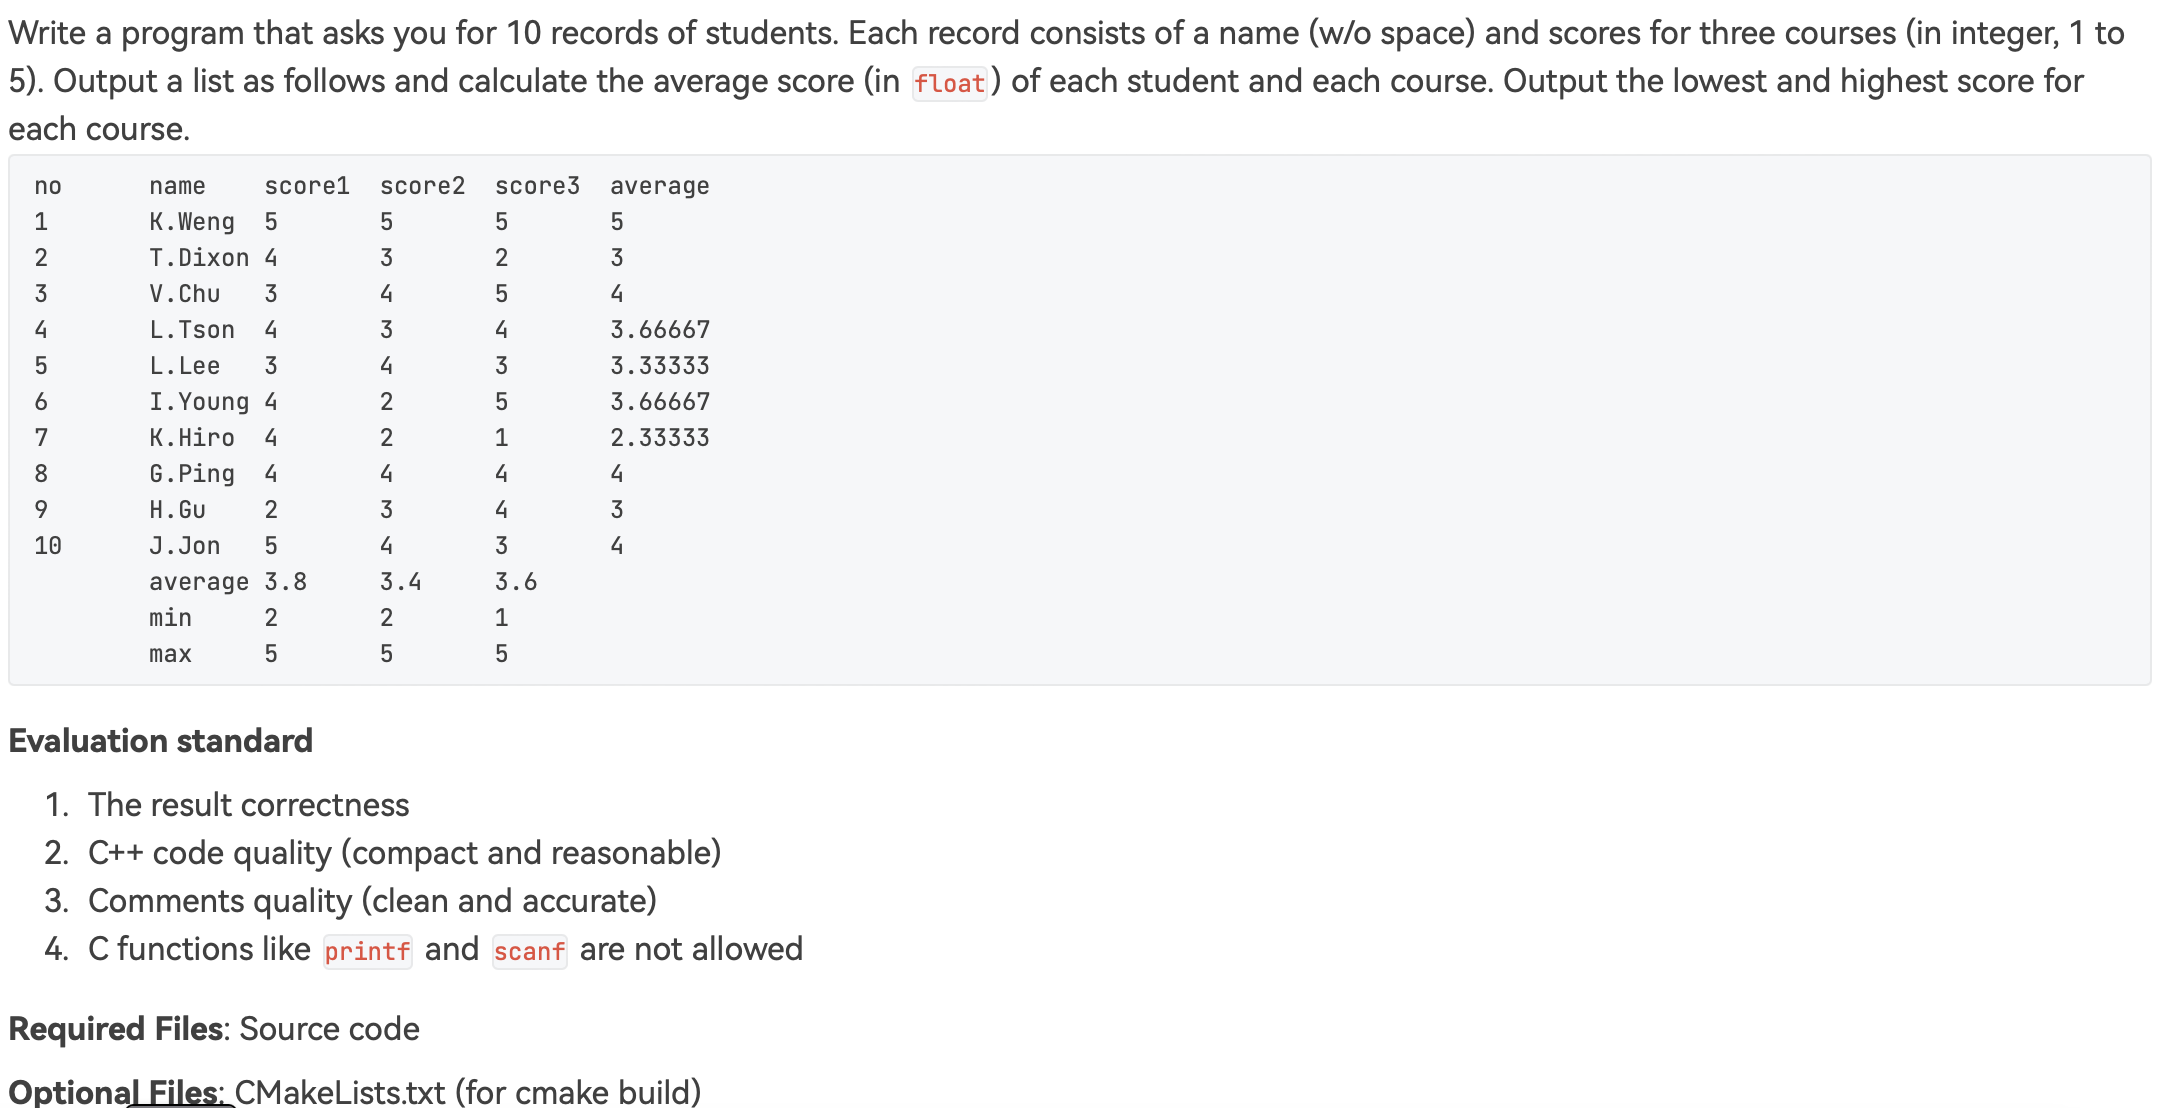 Write a program that asks you for 10 records of students. Each record consists of a name (w/o space) and scores for three courses (in integer, 1 to
5). Output a list as follows and calculate the average score (in float) of each student and each course. Output the lowest and highest score for
each course.
no name score1 score2 score3 average
1 K.Weng 5 5 5 5
2 T.Dixon 4 3 2 3
3 V.Chu 3 4 5 4
4 L.Tson 4 3 4 3.66667
5 L.Lee 3 4 3 3.33333
6 I.Young 4 2 5 3.66667
7 K.Hiro 4 2 1 2.33333
8 G.Ping 4 4 4 4
9 H.Gu 2 3 4 3
10 J.Jon 5 4 3 4
average 3.8 3.4 3.6
min 2 2 1
max 5 5 5
Evaluation standard
1. The result correctness
2. C++ code quality (compact and reasonable)
3. Comments quality (clean and accurate)
4. C functions like printf and scanf are not allowed
Required Files: Source code
Optional Files: CMakeLists.txt (for cmake build)